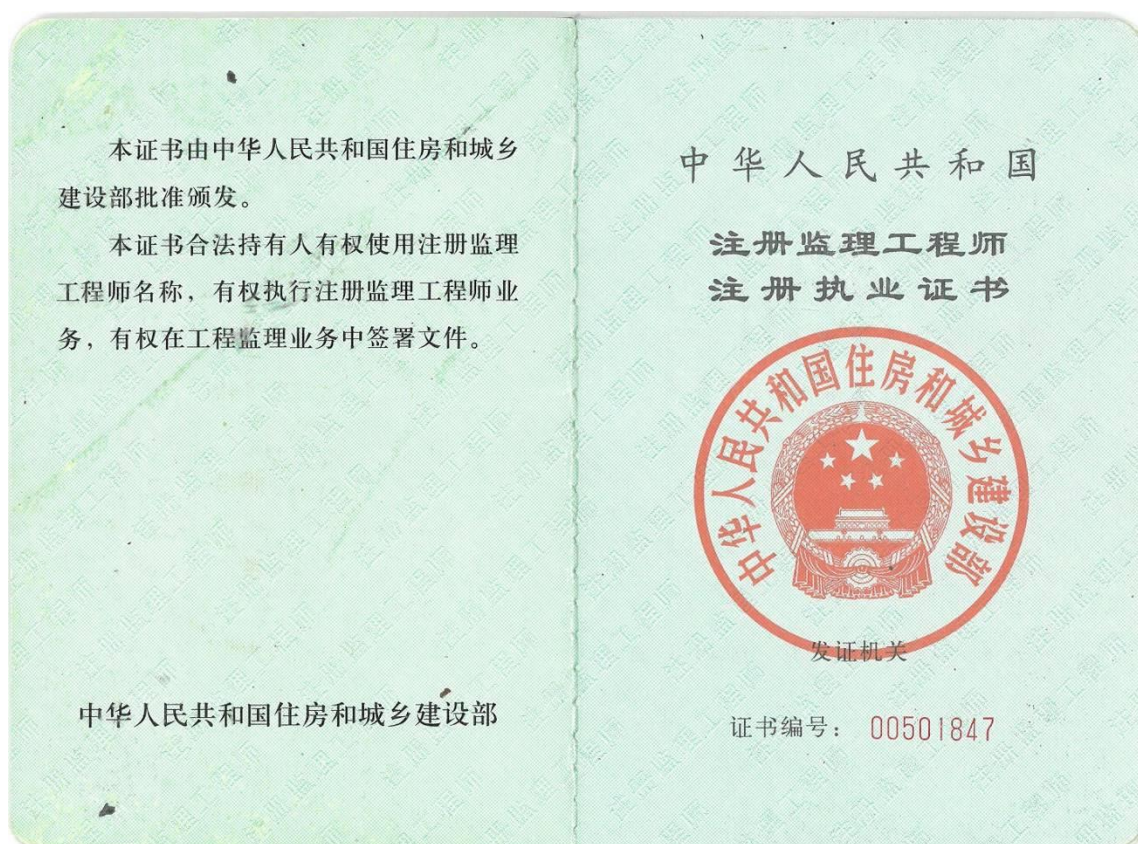 本证书由中华人民共和国住房和城乡
建设部批准颁发。
本证书合法持有人有权使用注册监理
工程师名称，有权执行注册监理工程师业
务，有权在工程监理业务中签署文件。
中华人民共和国住房和城乡建设部
中华人民共和国
注册监理工程师
注册执业证书
中华人民共和国住房和城乡建设部
发证机关
证书编号： 00501847